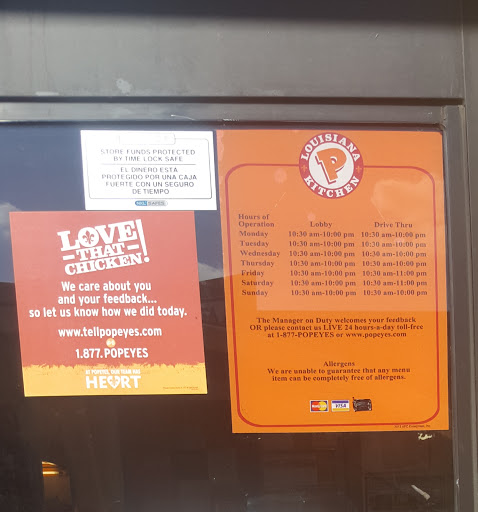 STORE FUNDS PROTECTED
BY TIME LOCK SAFE
EL DINERO ESTA
PROTEGIDO POR UNA CAJA
FUERTE CON UN SEGURO
DE TIEMPO
LOVE
THAT
CHICKEN!
We care about you
and your feedback...
so let us know how we did today.
www.tellpopeyes.com
1.877.POPEYES
AT POPEYES, OUR TEAM HAS
HEART
LOUISIANA
P
KITCHEN
Hours of
Operation Lobby Drive Thru
Monday 10:30 am-10:00 pm 10:30 am-10:00 pm
Tuesday 10:30 am-10:00 pm 10:30 am-10:00 pm
Wednesday 10:30 am-10:00 pm 10:30 am-10:00 pm
Thursday 10:30 am-10:00 pm 10:30 am-10:00 pm
Friday 10:30 am-10:00 pm 10:30 am-11:00 pm
Saturday 10:30 am-10:00 pm 10:30 am-11:00 pm
Sunday 10:30 am-10:00 pm 10:30 am-10:00 pm
The Manager on Duty welcomes your feedback
OR please contact us LIVE 24 hours-a-day toll-free
at 1-877-POPEYES or www.popeyes.com
Allergens
We are unable to guarantee that any menu
item can be completely free of allergens.
MasterCard VISA